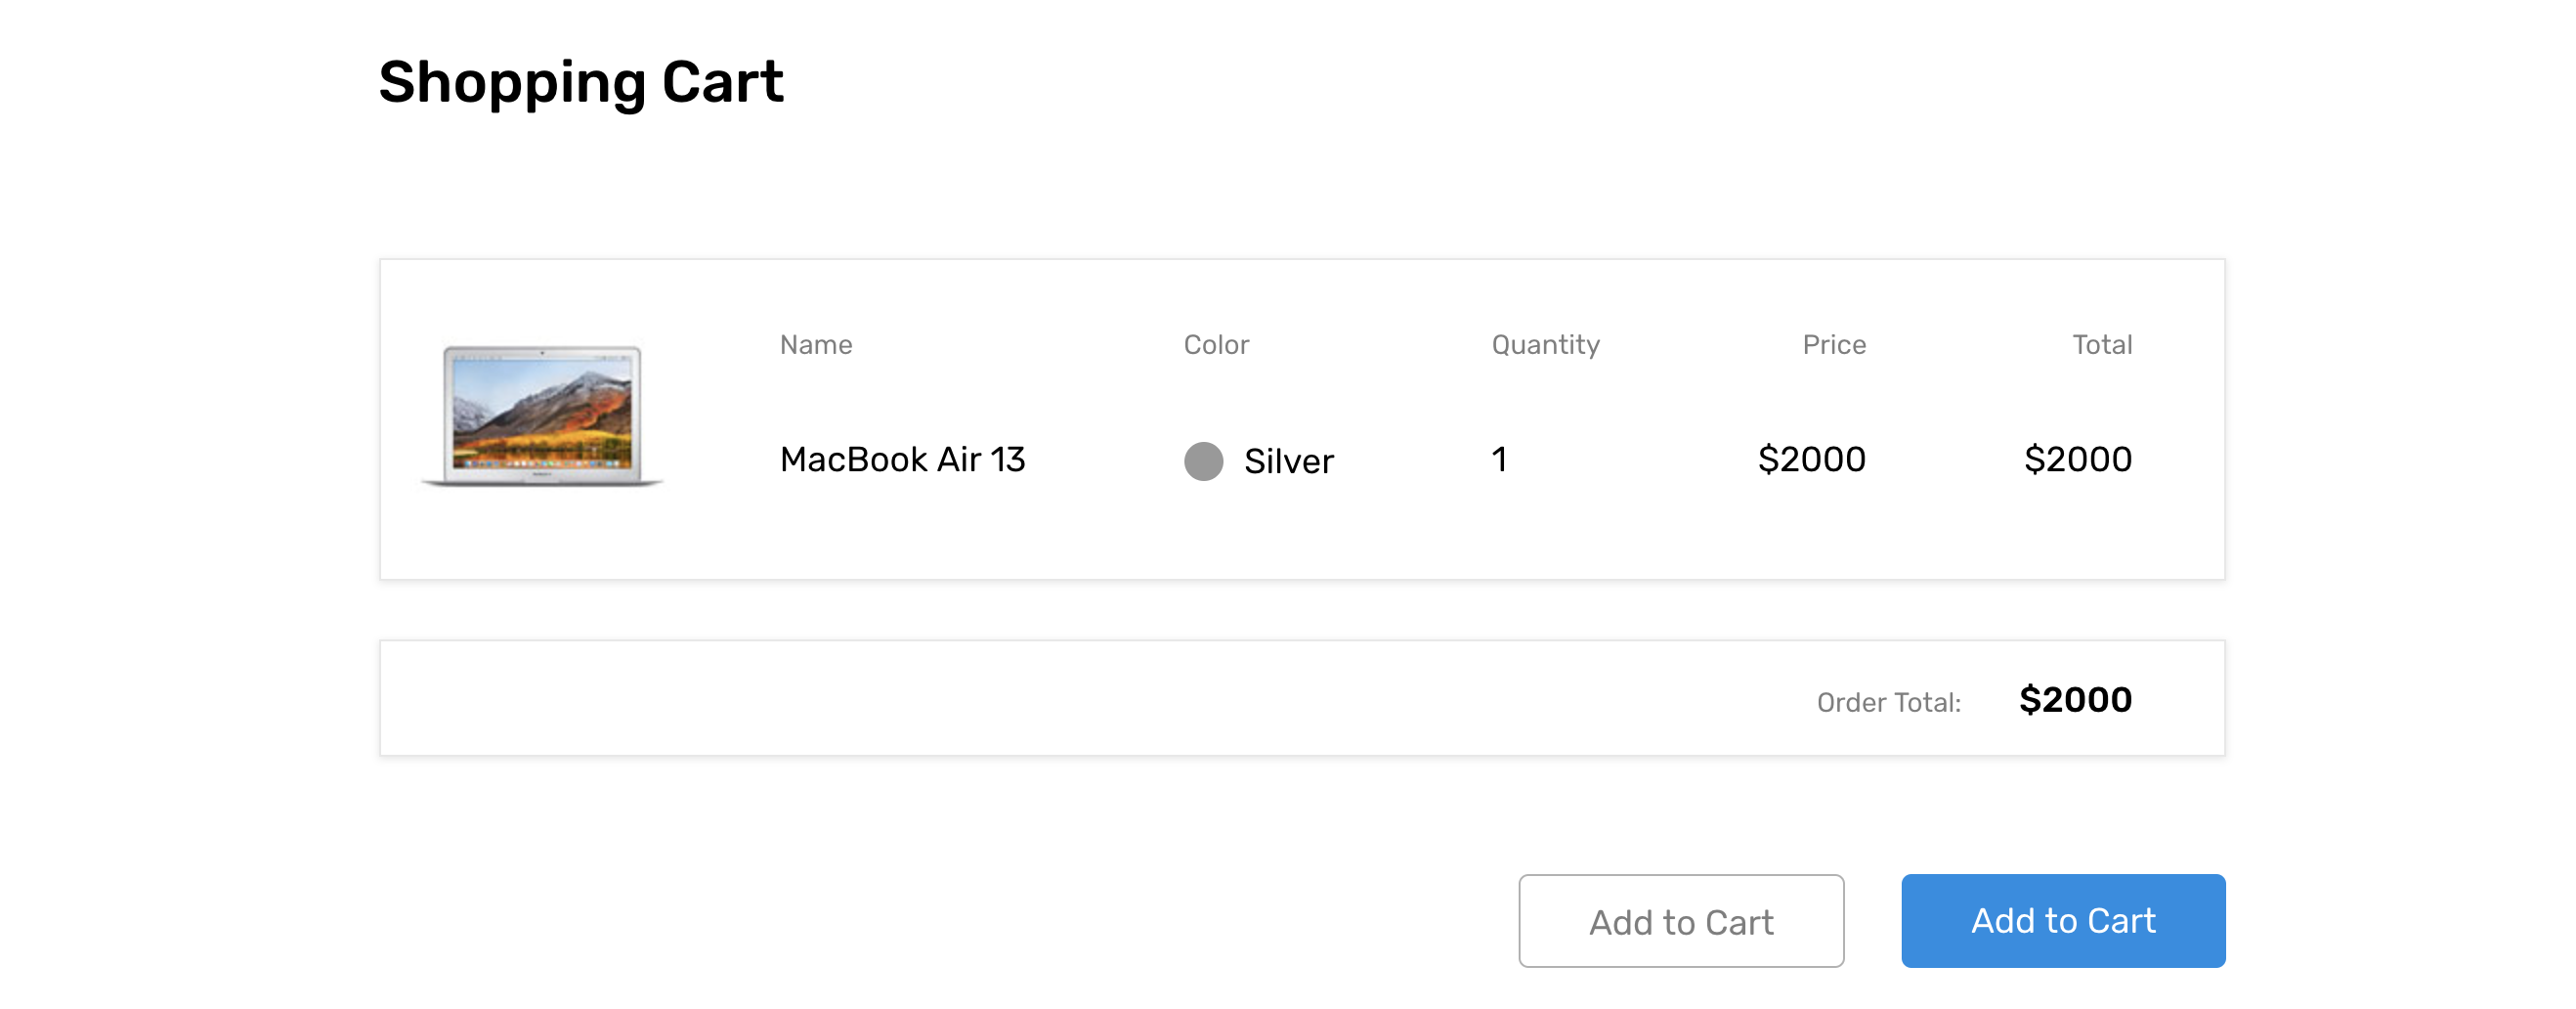 Shopping Cart
Name Color Quantity Price Total
MacBook Air 13 Silver 1 $2000 $2000
Order Total: $2000
Add to Cart Add to Cart